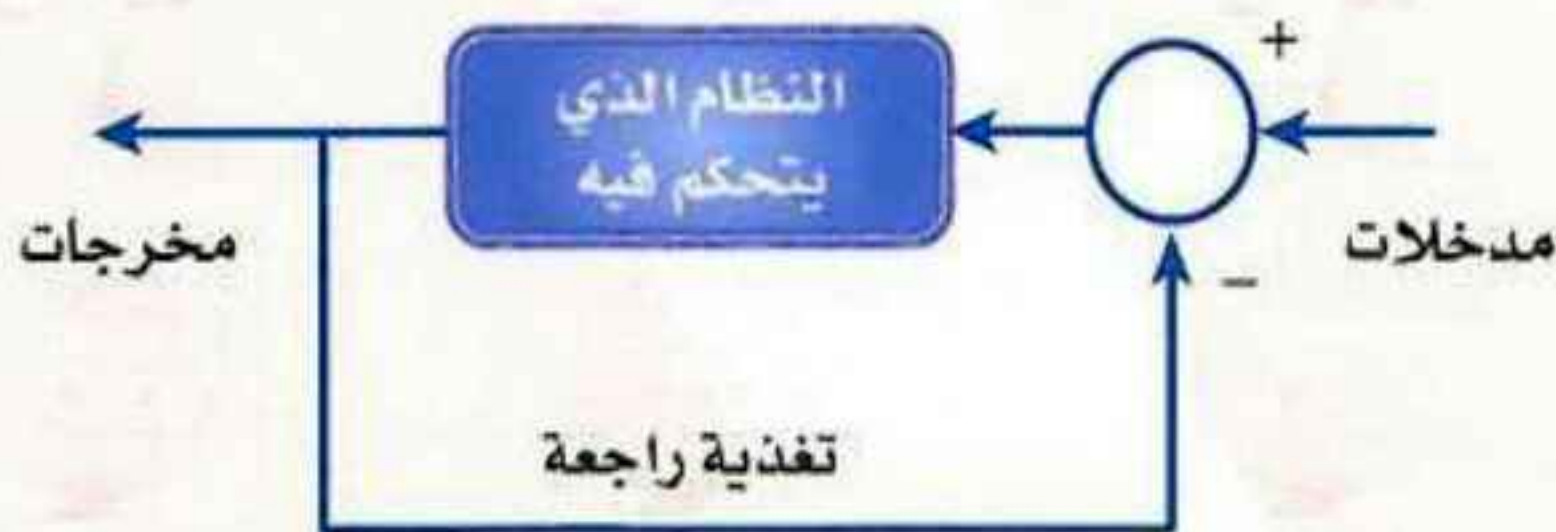 +
النظام الذي
يتحكم فيه
مدخلات
مخرجات
–
تغذية راجعة